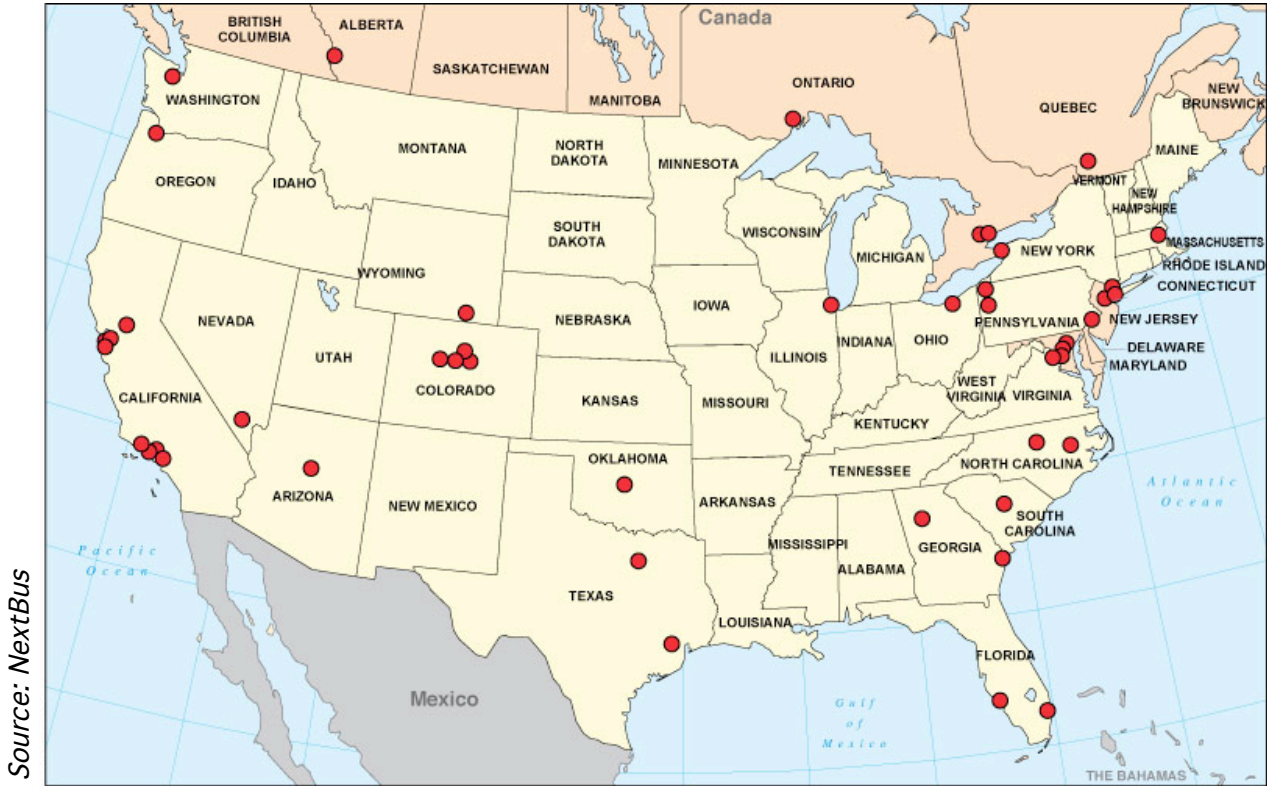 Canada
BRITISH
COLUMBIA
ALBERTA
SASKATCHEWAN
MANITOBA
ONTARIO
QUEBEC
NEW
BRUNSWICK
WASHINGTON
MONTANA
NORTH
DAKOTA
MINNESOTA
MAINE
VERMONT
NEW
HAMPSHIRE
OREGON
IDAHO
SOUTH
DAKOTA
WISCONSIN
MICHIGAN
NEW YORK
MASSACHUSETTS
RHODE ISLAND
CONNECTICUT
WYOMING
IOWA
NEBRASKA
NEVADA
UTAH
COLORADO
ILLINOIS
INDIANA
OHIO
PENNSYLVANIA
NEW JERSEY
DELAWARE
MARYLAND
CALIFORNIA
KANSAS
MISSOURI
WEST
VIRGINIA
VIRGINIA
KENTUCKY
OKLAHOMA
TENNESSEE
NORTH CAROLINA
ARIZONA
NEW MEXICO
ARKANSAS
SOUTH
CAROLINA
MISSISSIPPI
ALABAMA
GEORGIA
Atlantic
Ocean
Pacific
Ocean
TEXAS
LOUISIANA
FLORIDA
Mexico
Gulf
of
Mexico
THE BAHAMAS
Source: NextBus